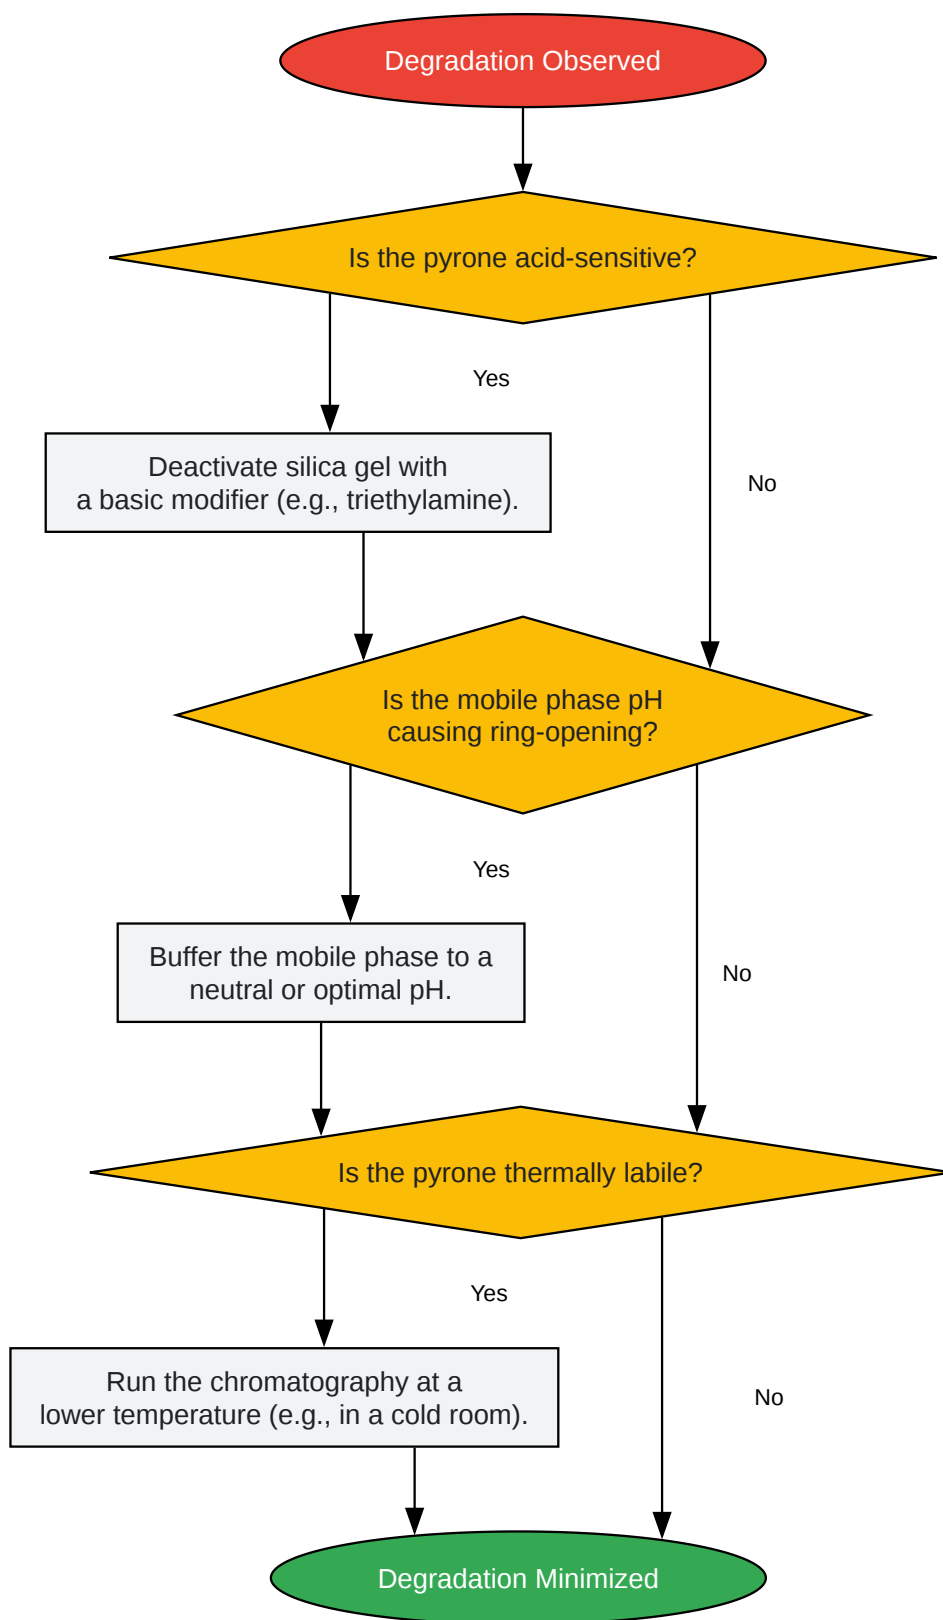 Degradation Observed
Is the pyrone acid-sensitive?
Yes
Deactivate silica gel with
a basic modifier (e.g., triethylamine).
No
Is the mobile phase pH
causing ring-opening?
Yes
Buffer the mobile phase to a
neutral or optimal pH.
No
Is the pyrone thermally labile?
Yes
Run the chromatography at a
lower temperature (e.g., in a cold room).
No
Degradation Minimized